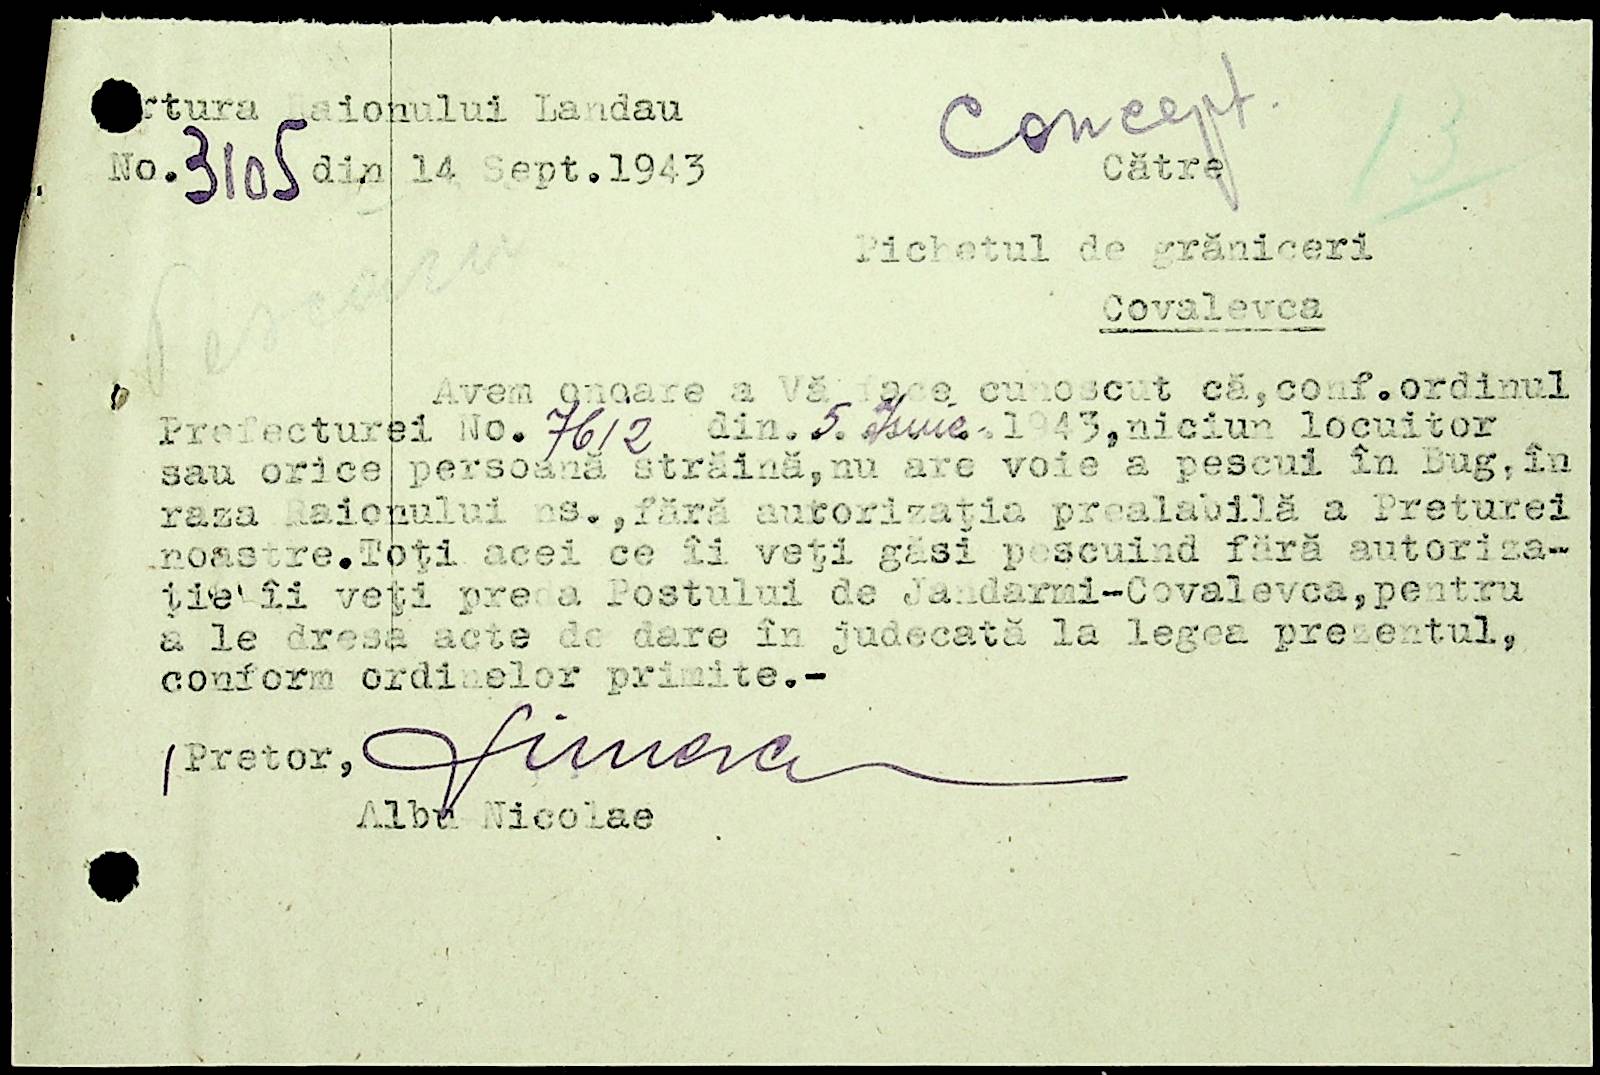 rtura Raionului Landau
No. 3105 din 14 Sept.1943
Concept.
13
Către
Pichetul de grăniceri
Covalevca
Avem onoare a Vă face cunoscut că,conf.ordinul
Prefecturei No. 7612 din. 5. Iunie.1943,niciun locuitor
sau orice persoană străină,nu are voie a pescui în Bug,în
raza Raionului ns.,fără autorizaţia prealabilă a Preturei
noastre.Toţi acei ce îi veţi găsi pescuind fără autoriza-
ţie îi veţi preda Postului de Jandarmi-Covalevca,pentru
a le dresa acte de dare în judecată la legea prezentul,
conform ordinelor primite.-
Pretor,
Albu Nicolae